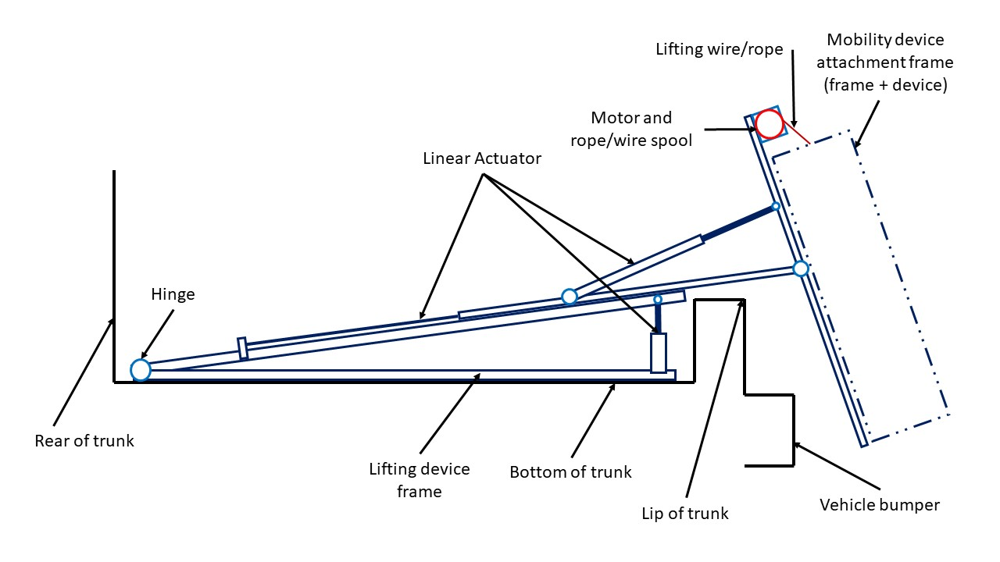 Lifting wire/rope
Mobility device
attachment frame
(frame + device)
Motor and
rope/wire spool
Linear Actuator
Hinge
Rear of trunk
Lifting device
frame
Bottom of trunk
Lip of trunk
Vehicle bumper